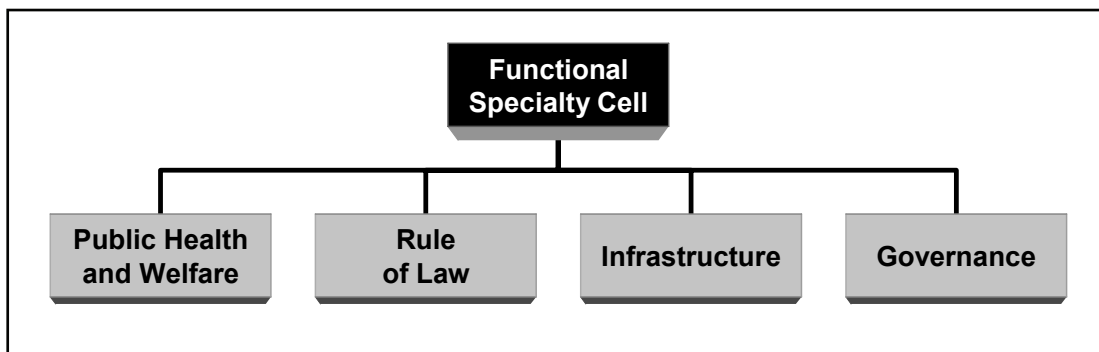 Functional
Specialty Cell
Public Health
and Welfare
Rule
of Law
Infrastructure
Governance